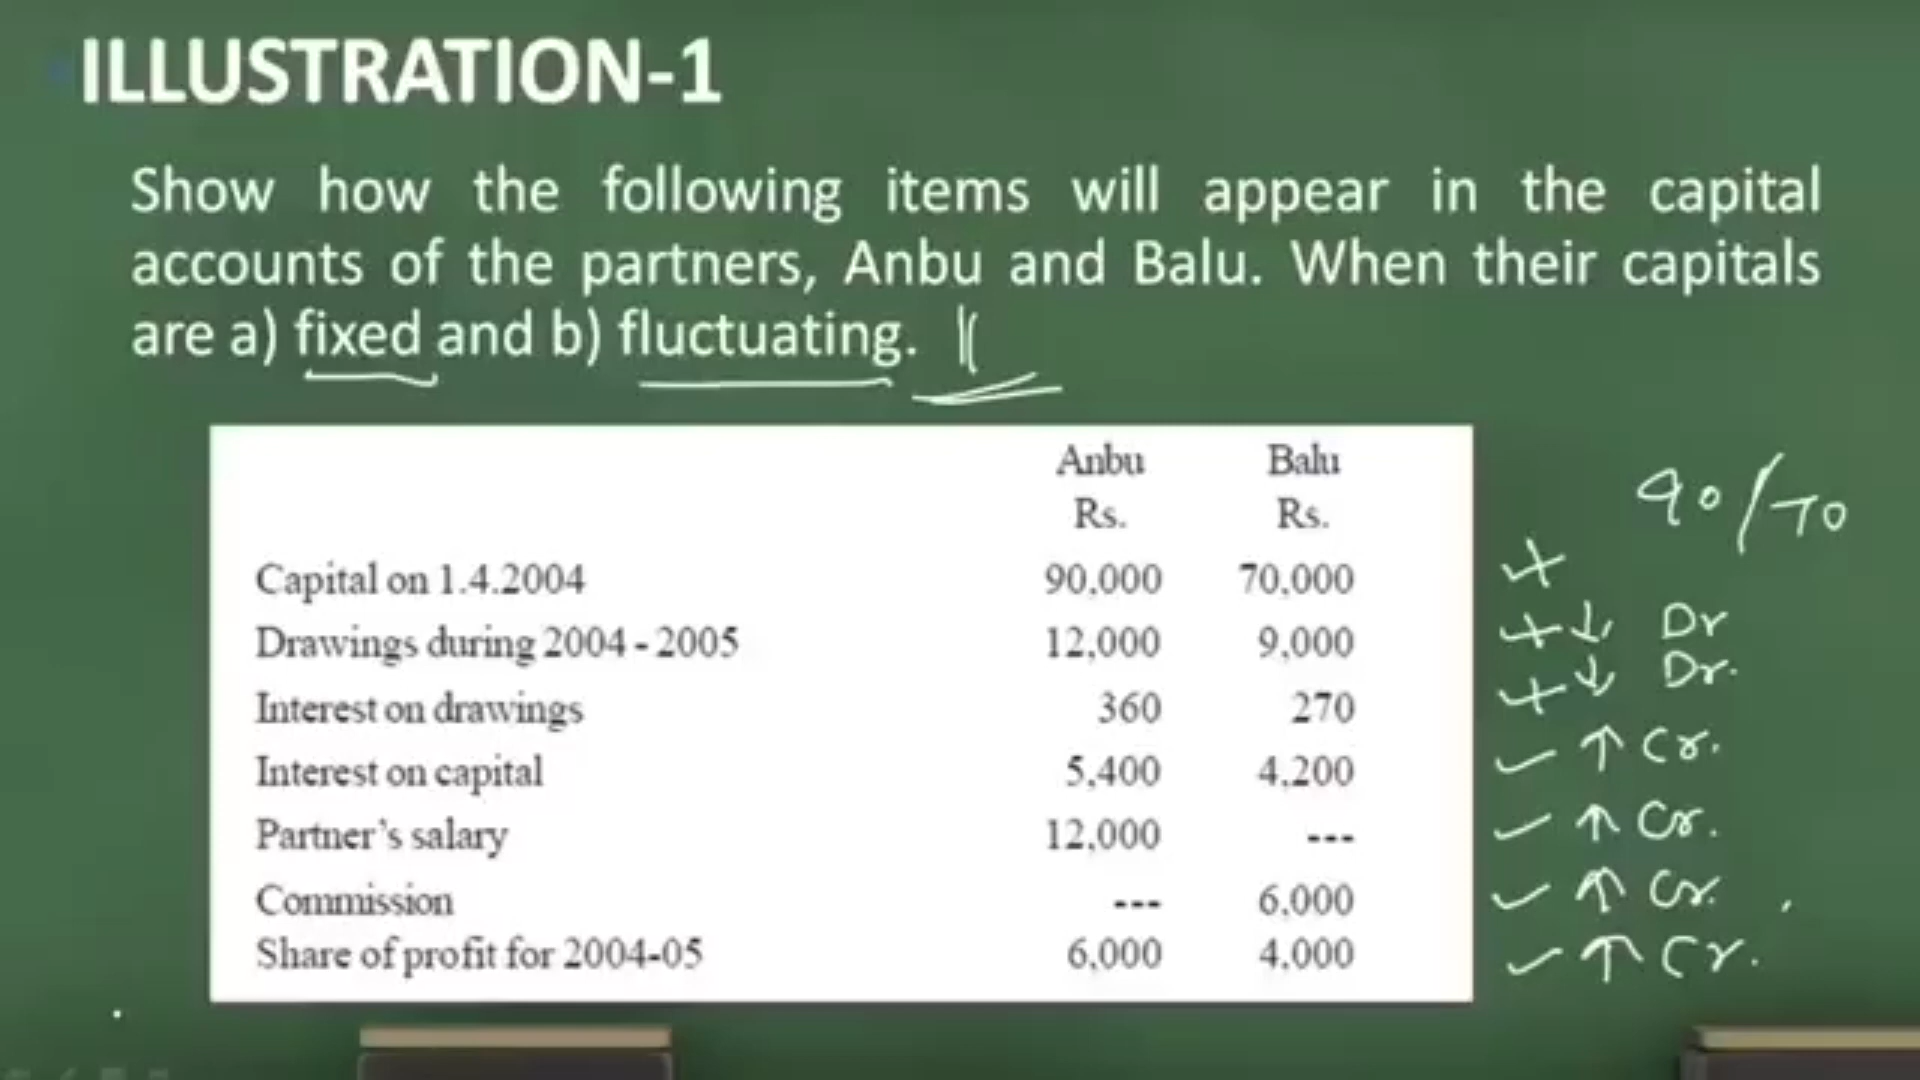 ILLUSTRATION-1
Show how the following items will appear in the capital
accounts of the partners, Anbu and Balu. When their capitals
are a) fixed and b) fluctuating.
Anbu Balu
Rs. Rs.
90/70
Capital on 1.4.2004 90,000 70,000
Drawings during 2004 - 2005 12,000 9,000 Dr
Interest on drawings 360 270 Dr.
Interest on capital 5,400 4,200 Cr.
Partner's salary 12,000 --- Cr.
Commission --- 6,000 Cr.
Share of profit for 2004-05 6,000 4,000 Cr.